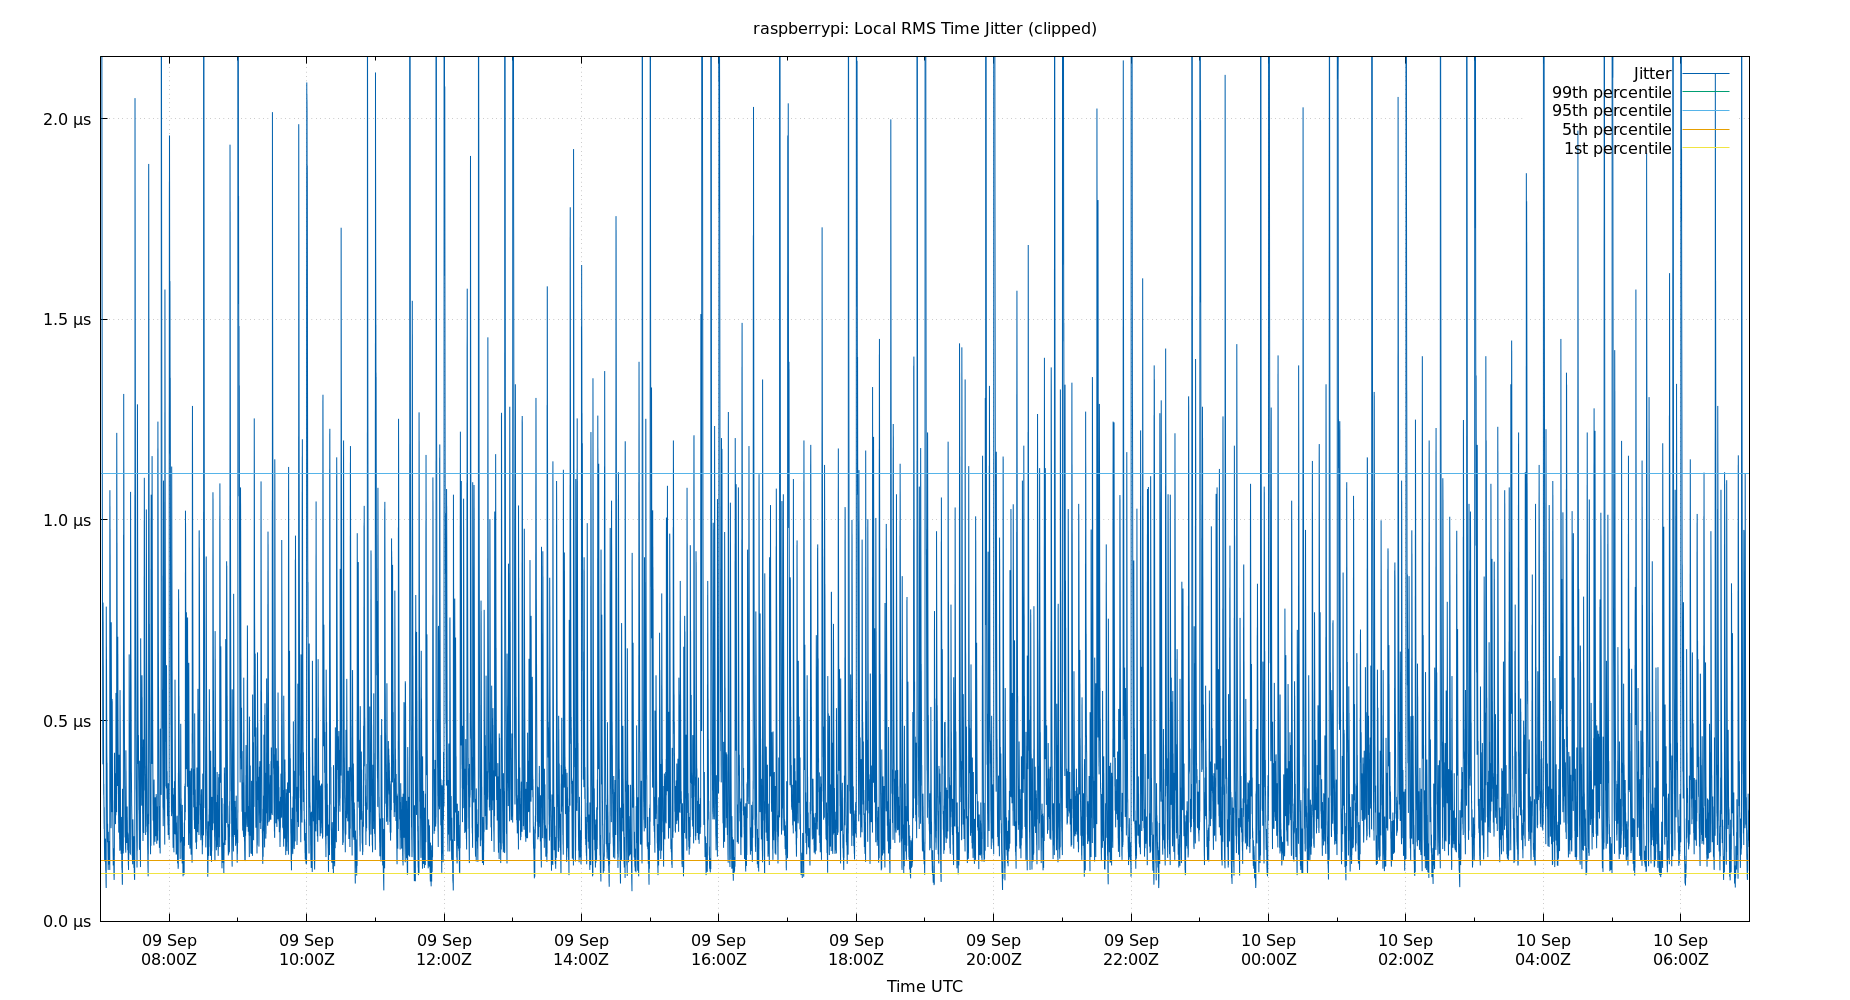 raspberrypi: Local RMS Time Jitter (clipped)
Jitter
99th percentile
95th percentile
5th percentile
1st percentile
2.0 μs
1.5 μs
1.0 μs
0.5 μs
0.0 μs
09 Sep 09 Sep 09 Sep 09 Sep 09 Sep 09 Sep 09 Sep 09 Sep 10 Sep 10 Sep 10 Sep 10 Sep
08:00Z 10:00Z 12:00Z 14:00Z 16:00Z 18:00Z 20:00Z 22:00Z 00:00Z 02:00Z 04:00Z 06:00Z
Time UTC